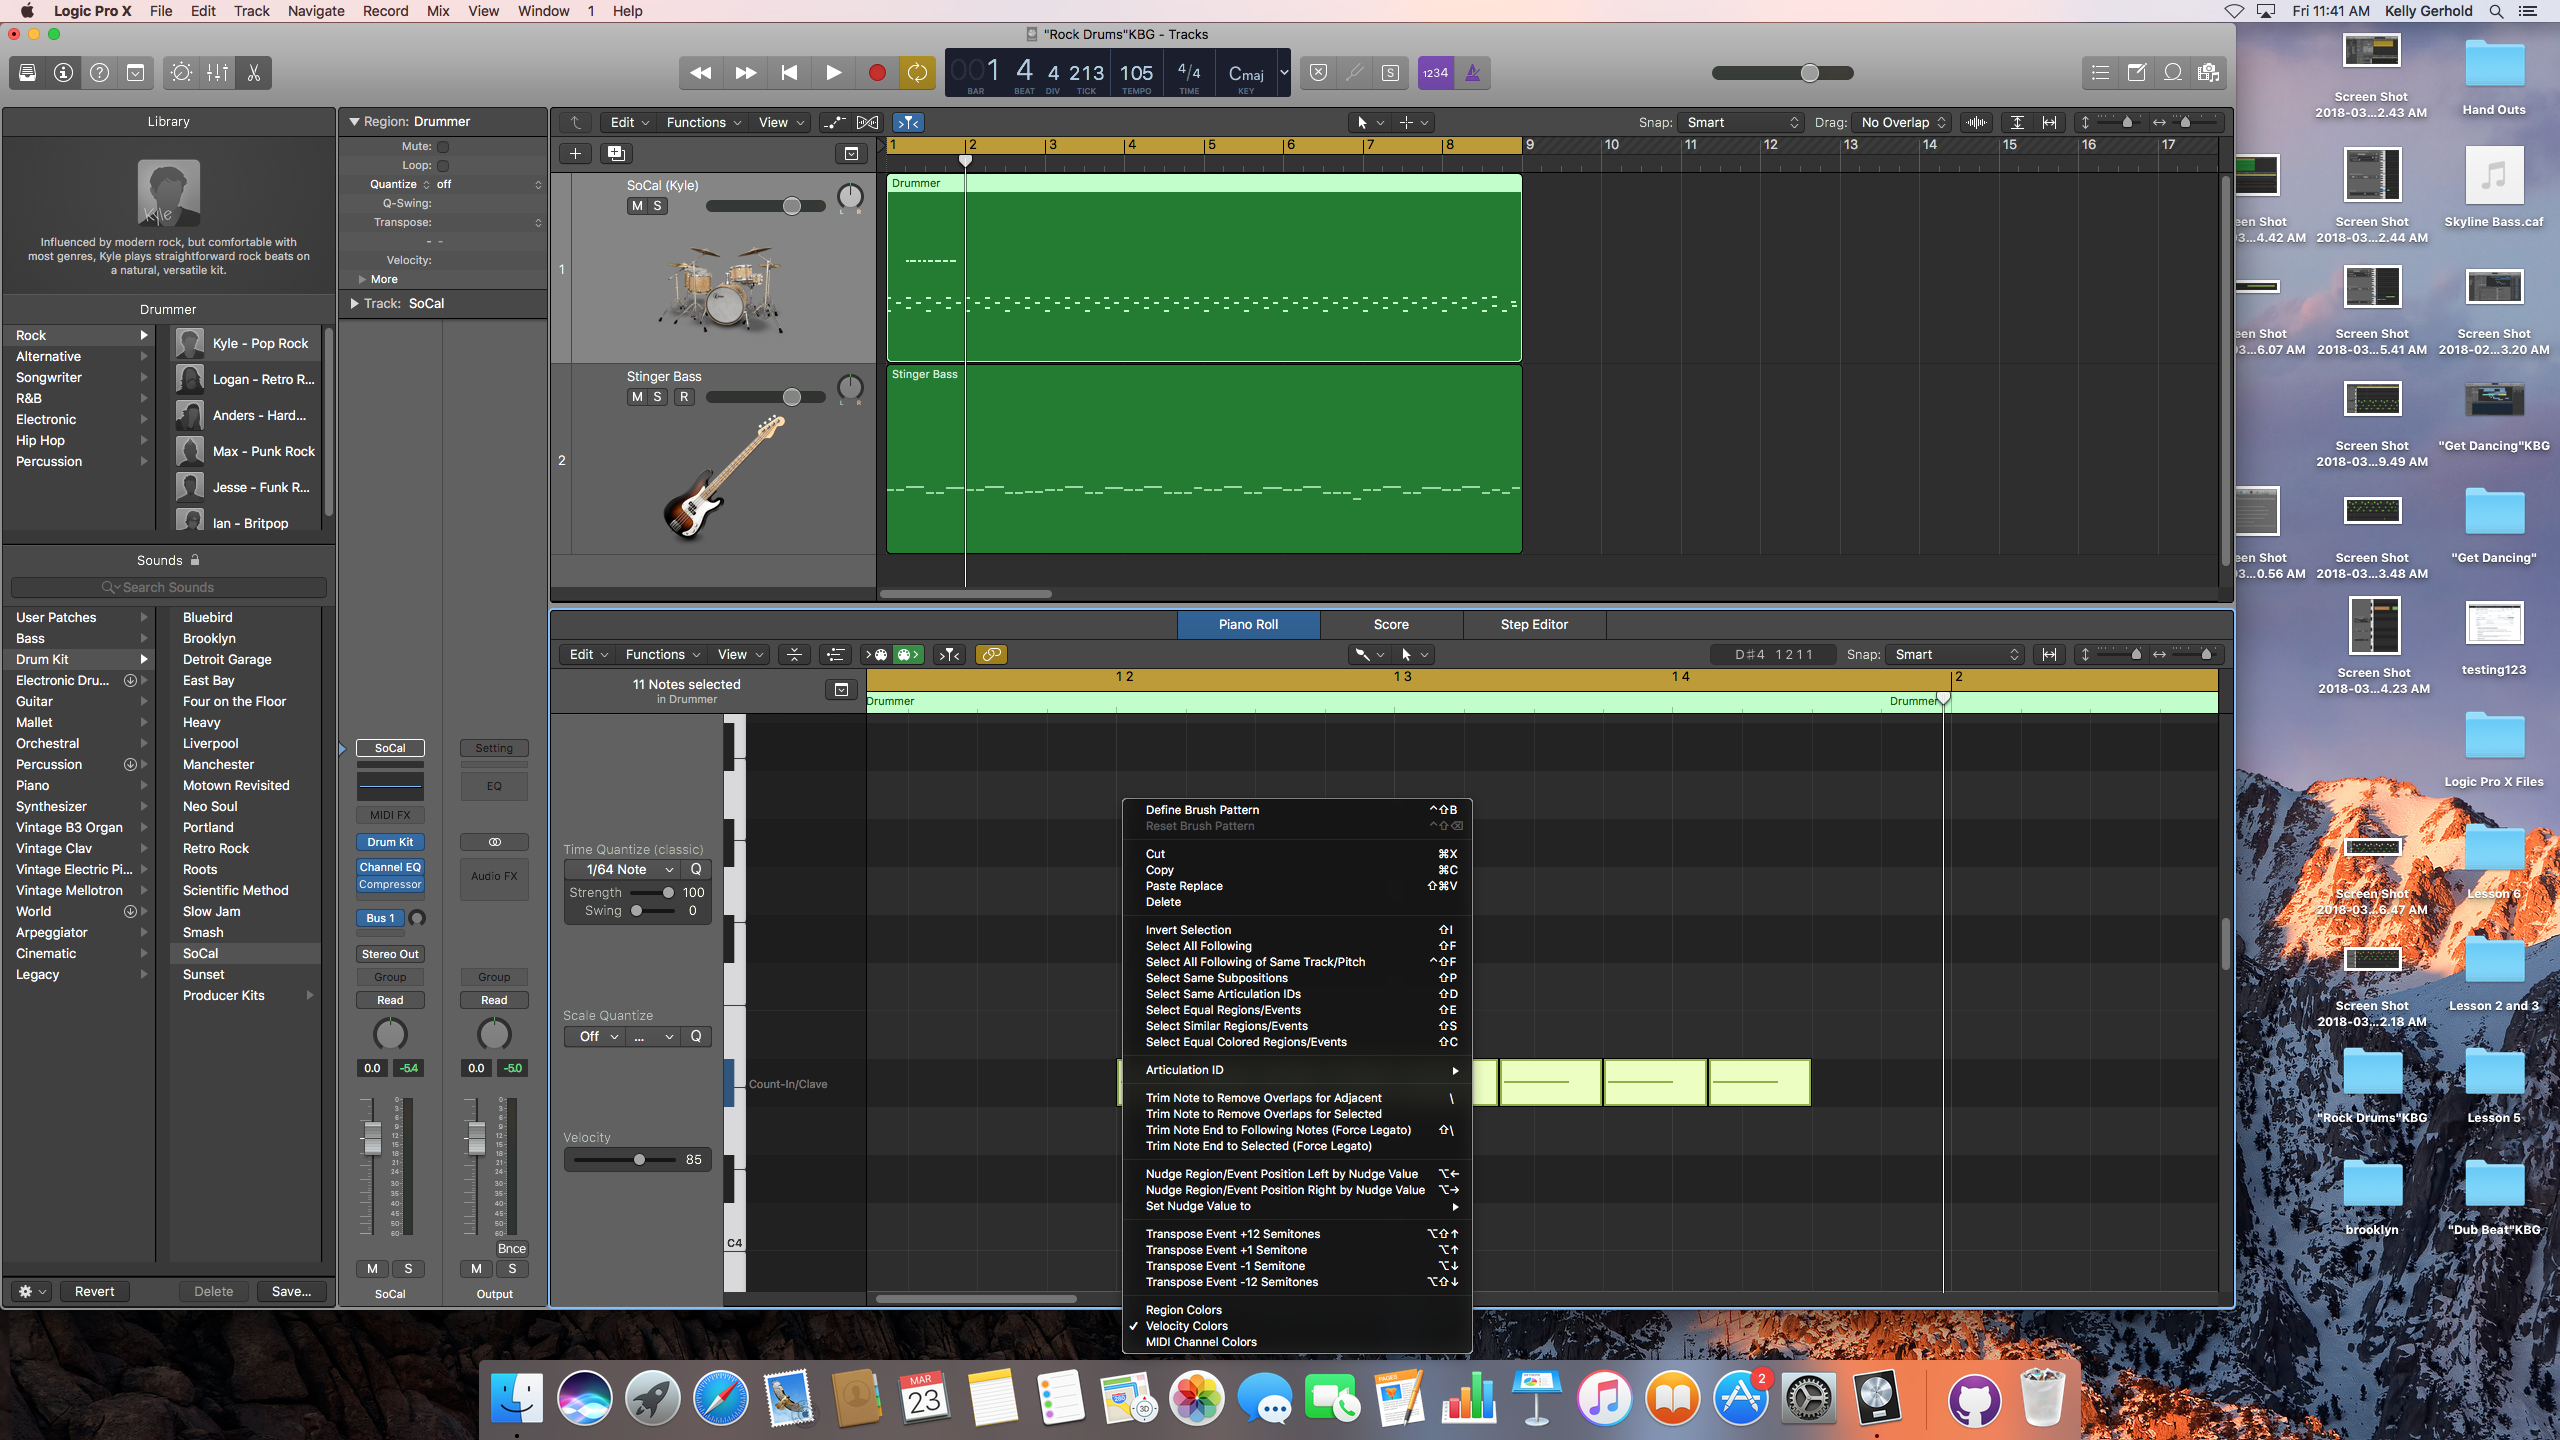 Logic Pro X File Edit Track Navigate Record Mix View Window 1 Help
Fri 11:41 AM Kelly Gerhold
"Rock Drums"KBG - Tracks
001 4 4 213 105 4/4 Cmaj
BAR BEAT DIV TICK TEMPO TIME KEY
S
1234
Library
Kyle
Influenced by modern rock, but comfortable with
most genres, Kyle plays straightforward rock beats on
a natural, versatile kit.
Drummer
Rock
Alternative
Songwriter
R&B
Electronic
Hip Hop
Percussion
Kyle - Pop Rock
Logan - Retro R...
Anders - Hard...
Max - Punk Rock
Jesse - Funk R...
Ian - Britpop
Sounds
Search Sounds
User Patches
Bass
Drum Kit
Electronic Dru...
Guitar
Mallet
Orchestral
Percussion
Piano
Synthesizer
Vintage B3 Organ
Vintage Clav
Vintage Electric Pi...
Vintage Mellotron
World
Arpeggiator
Cinematic
Legacy
Bluebird
Brooklyn
Detroit Garage
East Bay
Four on the Floor
Heavy
Liverpool
Manchester
Motown Revisited
Neo Soul
Portland
Retro Rock
Roots
Scientific Method
Slow Jam
Smash
SoCal
Sunset
Producer Kits
Revert Delete Save...
Region: Drummer
Mute:
Loop:
Quantize off
Q-Swing:
Transpose:
- -
Velocity:
More
Track: SoCal
SoCal Setting
EQ
MIDI FX
Drum Kit
Channel EQ
Compressor
Audio FX
Bus 1
Stereo Out
Group Group
Read Read
0.0 -5.4 0.0 -5.0
Bnce
M S M S
SoCal Output
Edit Functions View
Snap: Smart Drag: No Overlap
1 2 3 4 5 6 7 8 9 10 11 12 13 14 15 16 17
1
SoCal (Kyle)
M S
L R
Drummer
2
Stinger Bass
M S R
L R
Stinger Bass
Piano Roll Score Step Editor
Edit Functions View
D#4 1 2 1 1 Snap: Smart
11 Notes selected
in Drummer
1 2 1 3 1 4 2
Drummer Drummer
Time Quantize (classic)
1/64 Note Q
Strength 100
Swing 0
Scale Quantize
Off ... Q
Velocity
85
Count-In/Clave
C4
Define Brush Pattern ^⇧B
Reset Brush Pattern ^⇧⌫
Cut ⌘X
Copy ⌘C
Paste Replace ⇧⌘V
Delete
Invert Selection ⇧I
Select All Following ⇧F
Select All Following of Same Track/Pitch ^⇧F
Select Same Subpositions ⇧P
Select Same Articulation IDs ⇧D
Select Equal Regions/Events ⇧E
Select Similar Regions/Events ⇧S
Select Equal Colored Regions/Events ⇧C
Articulation ID
Trim Note to Remove Overlaps for Adjacent \
Trim Note to Remove Overlaps for Selected
Trim Note End to Following Notes (Force Legato) ⇧\
Trim Note End to Selected (Force Legato)
Nudge Region/Event Position Left by Nudge Value ⌥←
Nudge Region/Event Position Right by Nudge Value ⌥→
Set Nudge Value to
Transpose Event +12 Semitones ⌥⇧↑
Transpose Event +1 Semitone ⌥↑
Transpose Event -1 Semitone ⌥↓
Transpose Event -12 Semitones ⌥⇧↓
Region Colors
✓ Velocity Colors
MIDI Channel Colors
Screen Shot
2018-03...2.43 AM
Hand Outs
een Shot
03...4.42 AM
Screen Shot
2018-03...2.44 AM
Skyline Bass.caf
een Shot
03...6.07 AM
Screen Shot
2018-03...5.41 AM
Screen Shot
2018-02...3.20 AM
Screen Shot
2018-03...9.49 AM
"Get Dancing"KBG
een Shot
03...0.56 AM
Screen Shot
2018-03...3.48 AM
"Get Dancing"
Screen Shot
2018-03...4.23 AM
testing123
Logic Pro X Files
Screen Shot
2018-03...6.47 AM
Lesson 6
Screen Shot
2018-03...2.18 AM
Lesson 2 and 3
"Rock Drums"KBG
Lesson 5
brooklyn
"Dub Beat"KBG
MAR
23
3D
PAGES
2